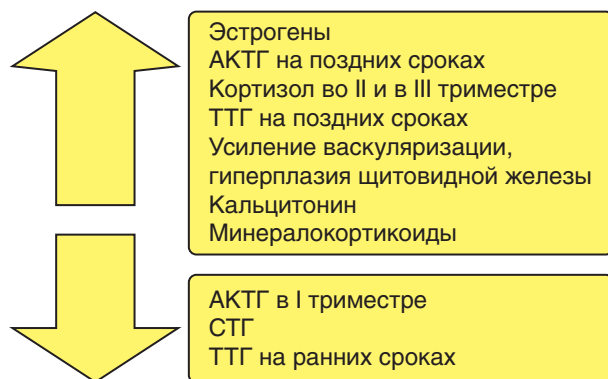 Эстрогены
АКТГ на поздних сроках
Кортизол во II и в III триместре
ТТГ на поздних сроках
Усиление васкуляризации,
гиперплазия щитовидной железы
Кальцитонин
Минералокортикоиды
АКТГ в I триместре
СТГ
ТТГ на ранних сроках